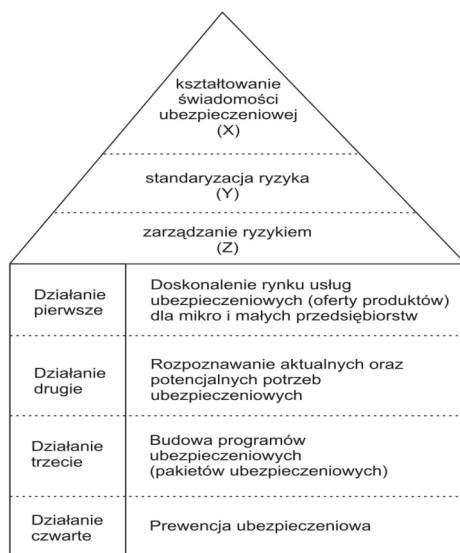 kształtowanie
świadomości
ubezpieczeniowej
(X)
standaryzacja ryzyka
(Y)
zarządzanie ryzykiem
(Z)
Działanie
pierwsze
Doskonalenie rynku usług
ubezpieczeniowych (oferty produktów)
dla mikro i małych przedsiębiorstw
Działanie
drugie
Rozpoznawanie aktualnych oraz
potencjalnych potrzeb
ubezpieczeniowych
Działanie
trzecie
Budowa programów
ubezpieczeniowych
(pakietów ubezpieczeniowych)
Działanie
czwarte
Prewencja ubezpieczeniowa